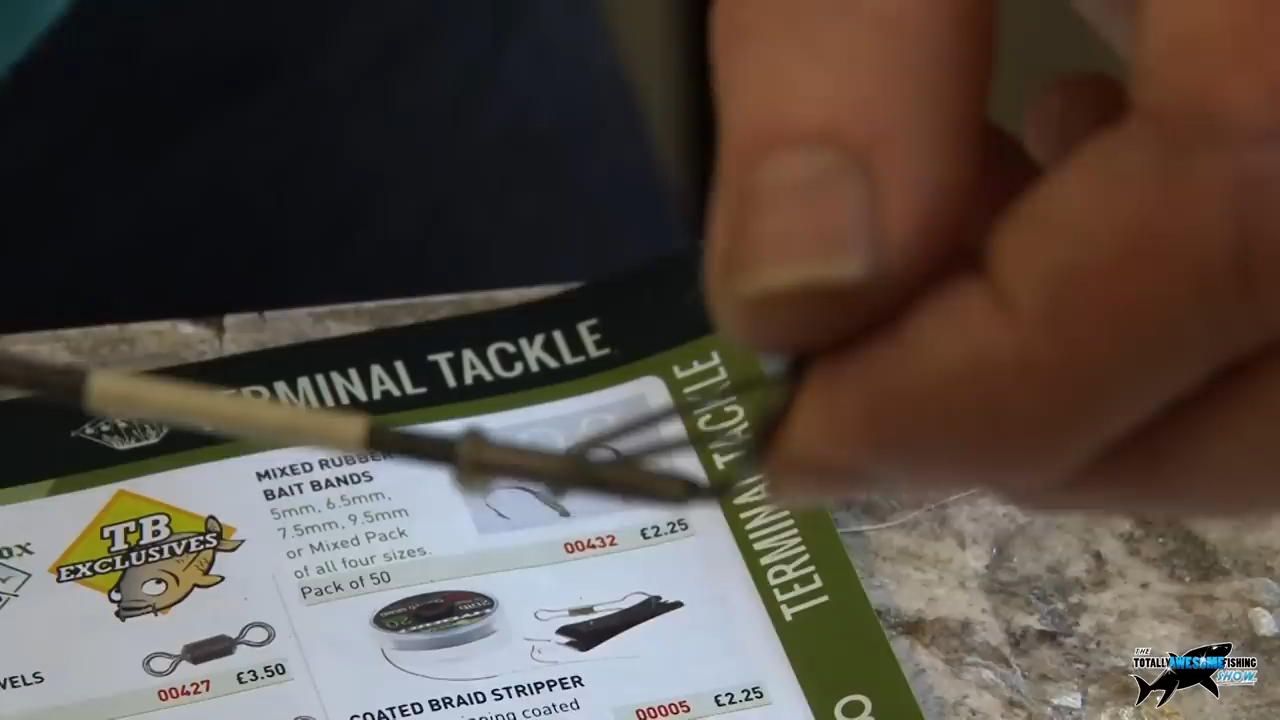 TERMINAL TACKLE
TERMINAL TACKLE
TACKLE
MIXED RUBBER
BAIT BANDS
5mm, 6.5mm,
7.5mm, 9.5mm
or Mixed Pack
of all four sizes.
Pack of 50
00432 £2.25
TB
EXCLUSIVES
00427 £3.50
COATED BRAID STRIPPER
coated
00005 £2.25
THE
TOTALLY AWESOME FISHING
SHOW